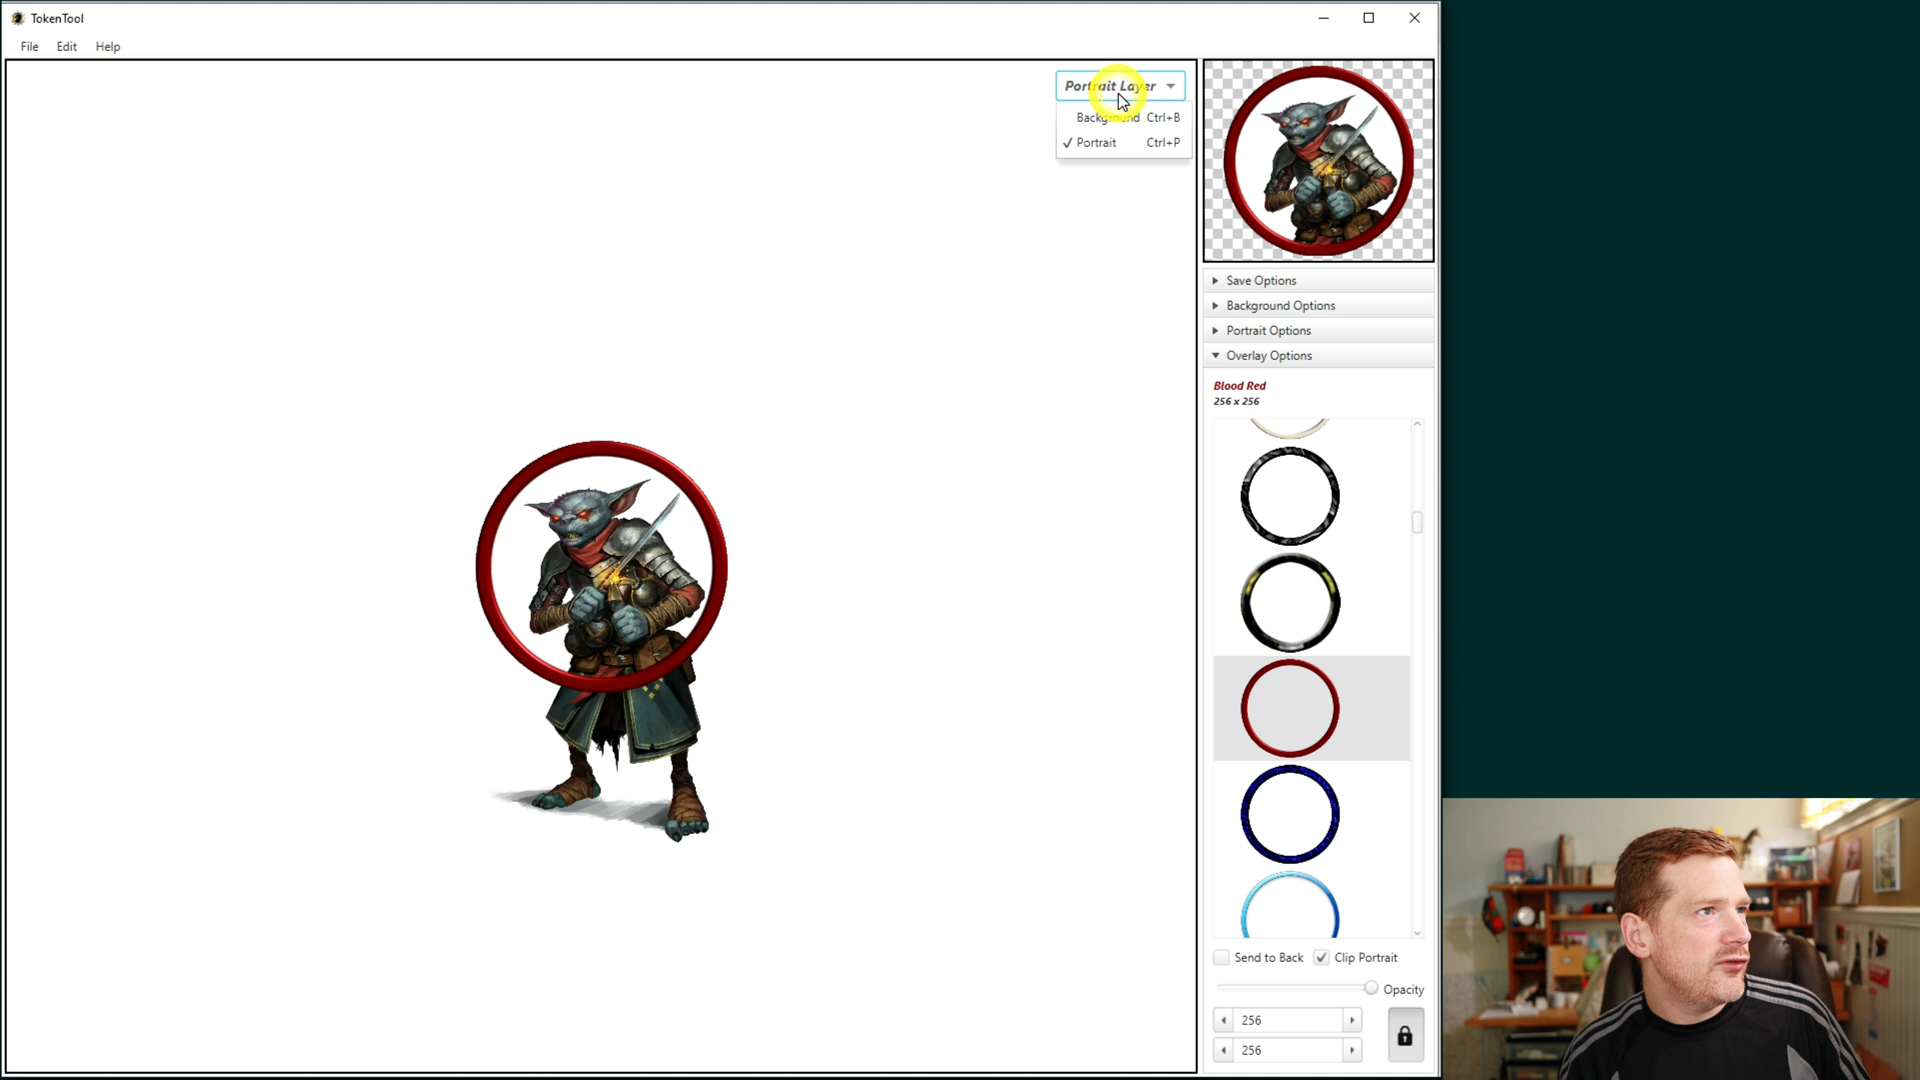 TokenTool
File Edit Help
Portrait Layer
Background Ctrl+B
✓ Portrait Ctrl+P
Save Options
Background Options
Portrait Options
Overlay Options
Blood Red
256 x 256
Send to Back Clip Portrait
Opacity
256
256